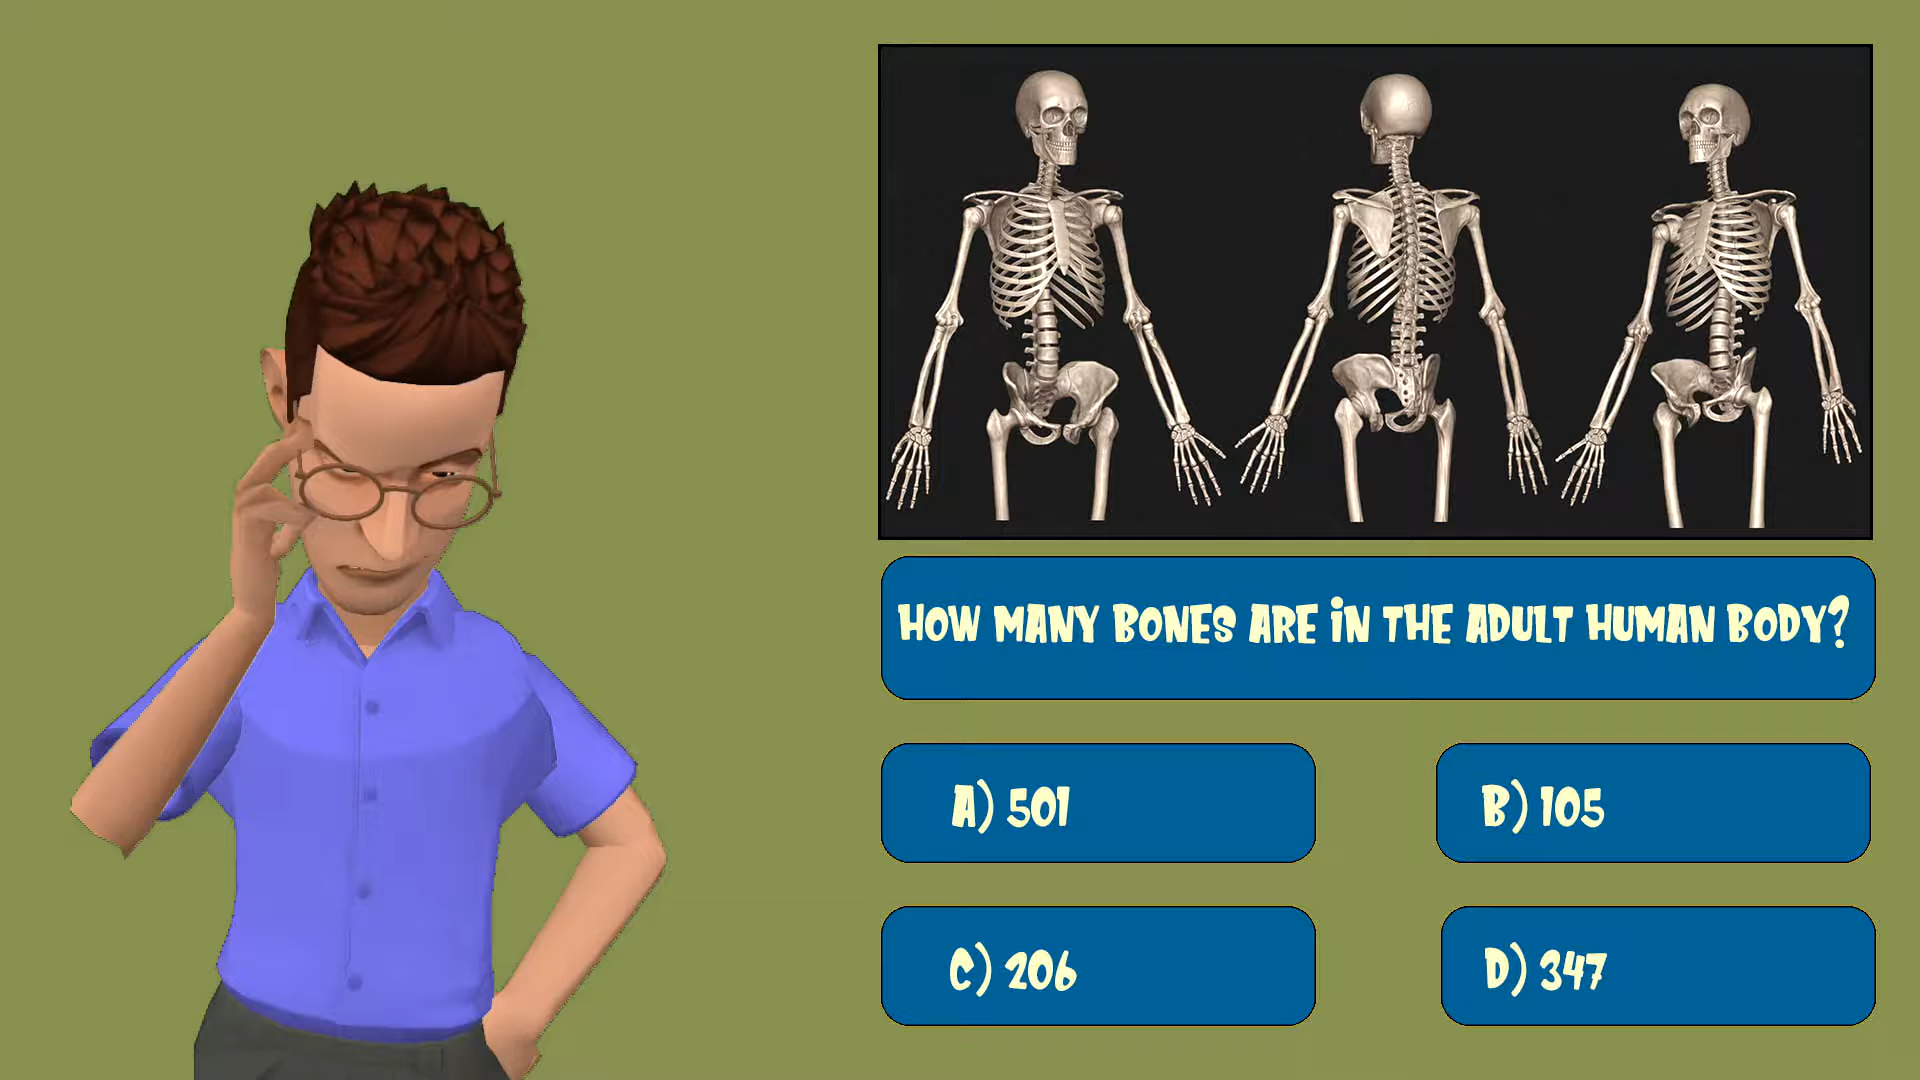 HOW MANY BONES ARE IN THE ADULT HUMAN BODY?
A) 501
B) 105
C) 206
D) 347